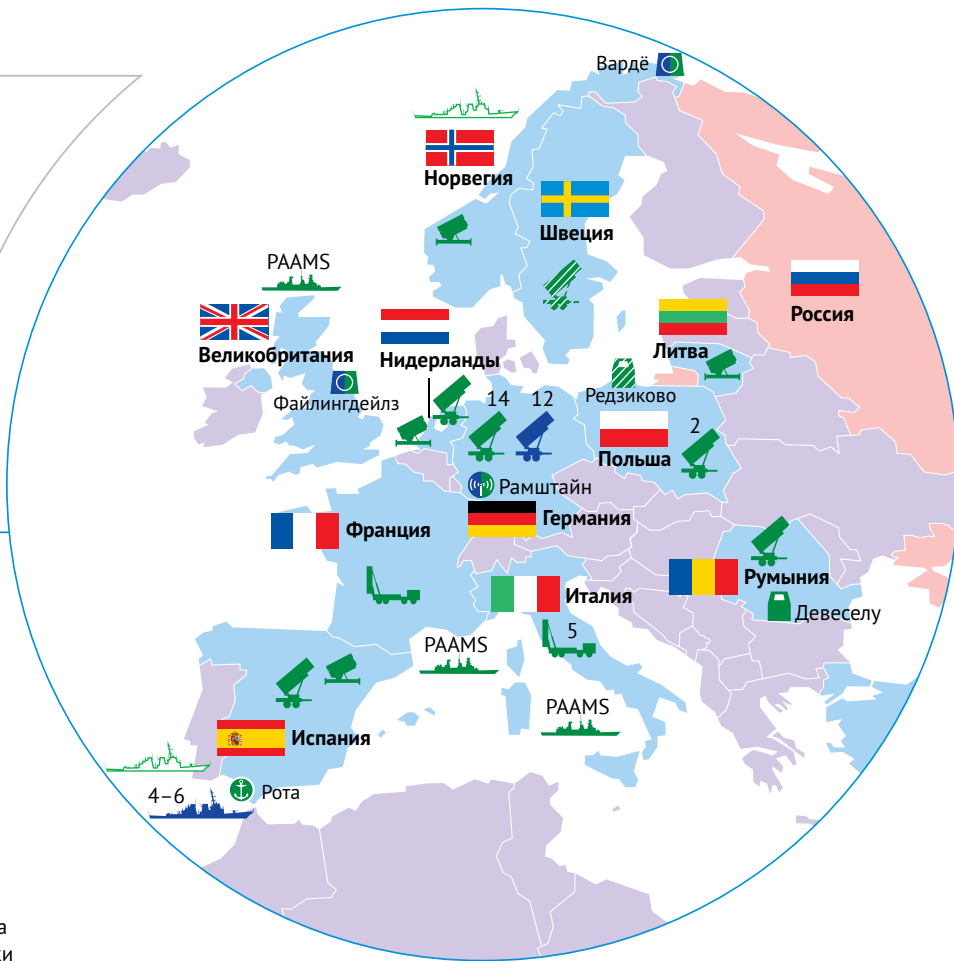 Вардё
Норвегия
Швеция
PAAMS
Россия
Великобритания
Нидерланды
Литва
Файлингдейлз
Редзиково
14
12
2
Польша
Рамштайн
Германия
Франция
Румыния
Италия
Девеселу
5
PAAMS
PAAMS
Испания
4–6
Рота
а
ки